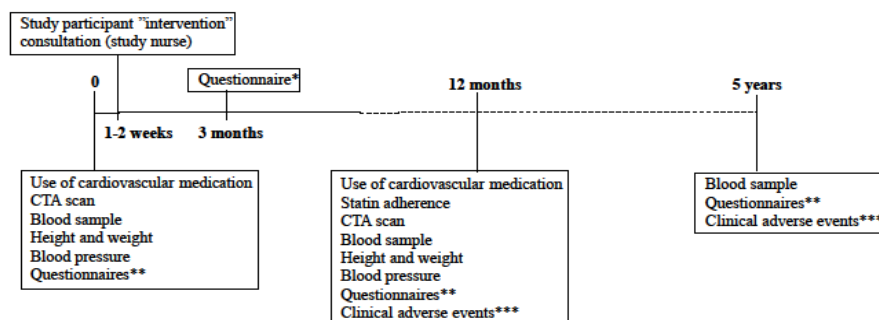 Study participant ”intervention”
consultation (study nurse)
0
Questionnaire*
12 months
5 years
1-2 weeks
3 months
Use of cardiovascular medication
CTA scan
Blood sample
Height and weight
Blood pressure
Questionnaires**
Use of cardiovascular medication
Statin adherence
CTA scan
Blood sample
Height and weight
Blood pressure
Questionnaires**
Clinical adverse events***
Blood sample
Questionnaires**
Clinical adverse events***